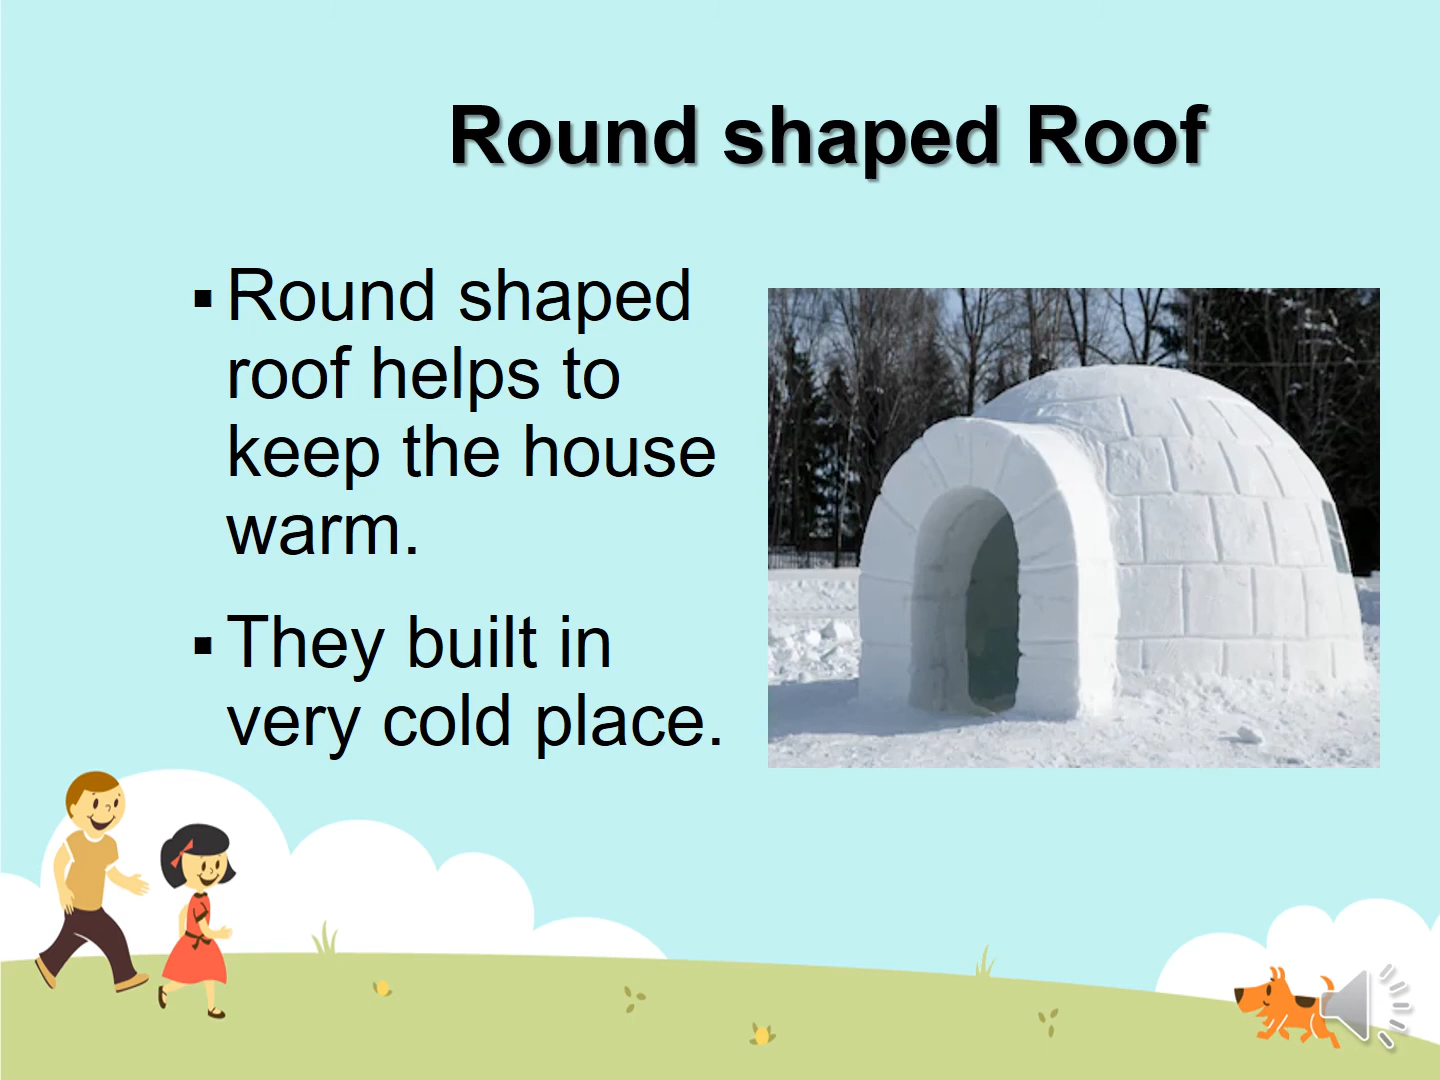 Round shaped Roof
▪Round shaped
roof helps to
keep the house
warm.
▪They built in
very cold place.